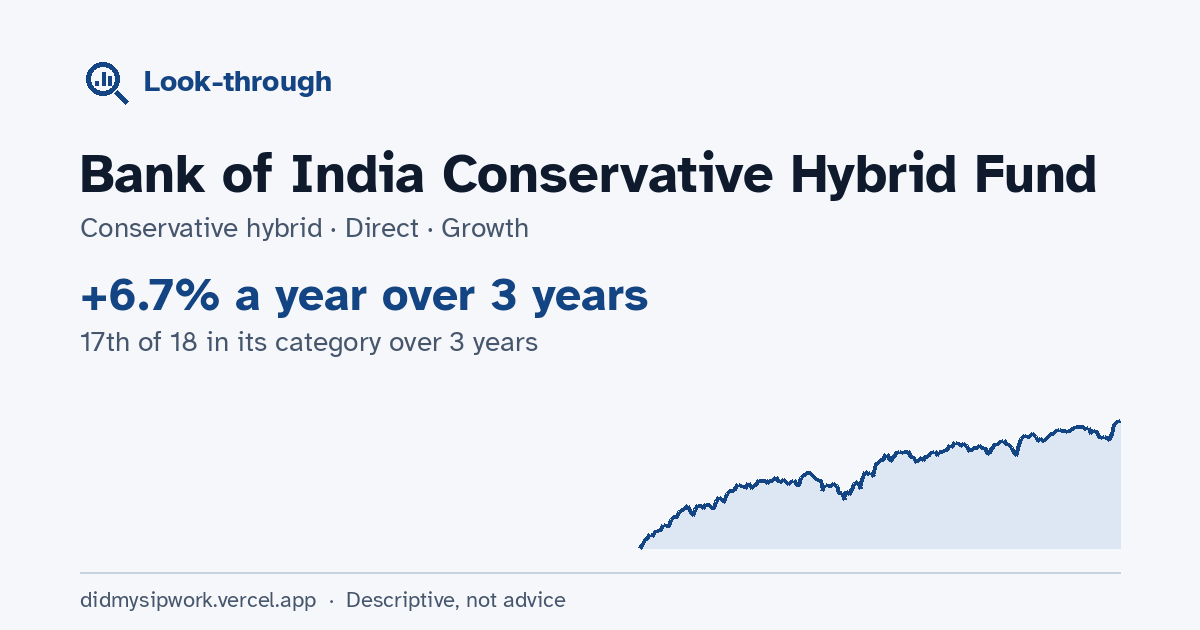 Look-through
Bank of India Conservative Hybrid Fund
Conservative hybrid · Direct · Growth
+6.7% a year over 3 years
17th of 18 in its category over 3 years
didmysipwork.vercel.app · Descriptive, not advice